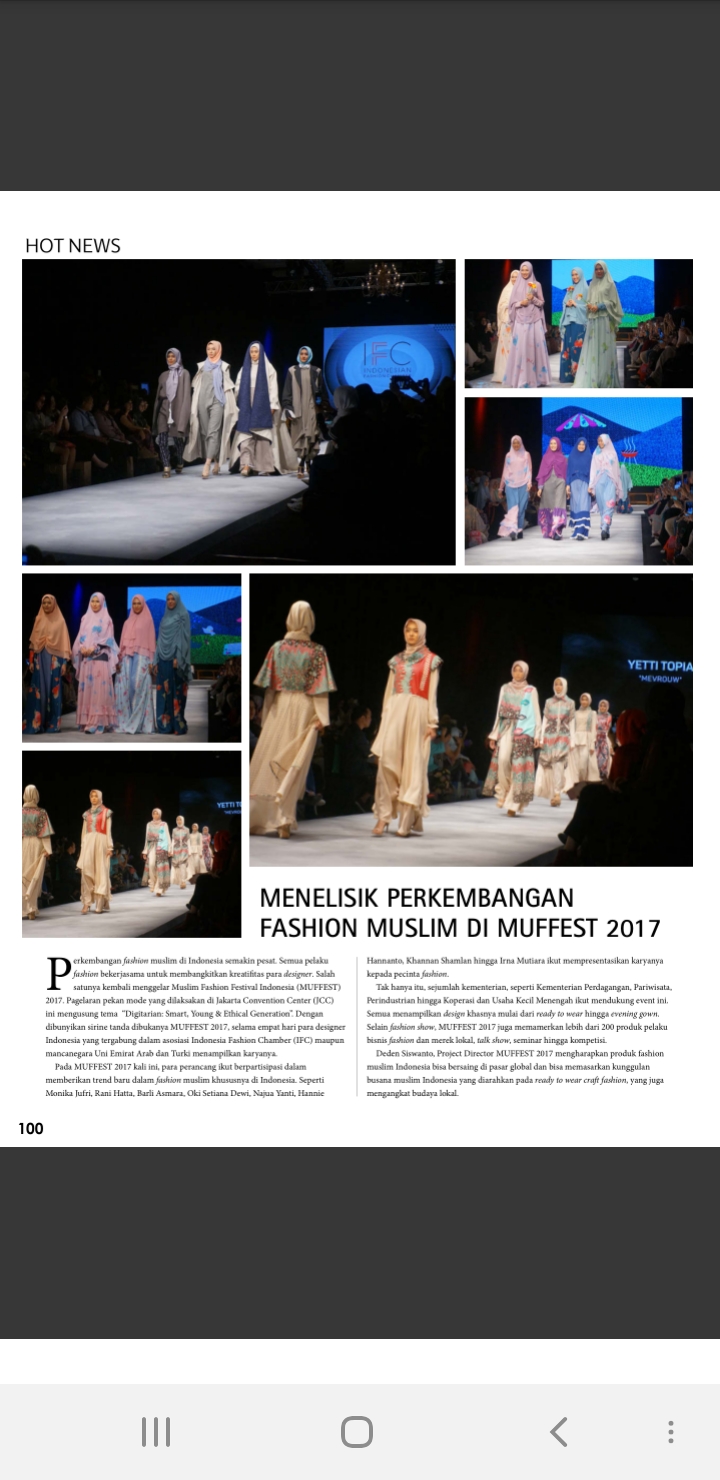 HOT NEWS
IFC
INDONESIAN
YETTI TOPIA
"MEVROUW"
YETTI T
MENELISIK PERKEMBANGAN
FASHION MUSLIM DI MUFFEST 2017
Perkembangan fashion muslim di Indonesia semakin pesat. Semua pelaku
fashion bekerjasama untuk membangkitkan kreatifitas para designer. Salah
satunya kembali menggelar Muslim Fashion Festival Indonesia (MUFFEST)
2017. Pagelaran pekan mode yang dilaksakan di Jakarta Convention Center (JCC)
ini mengusung tema "Digitarian: Smart, Young & Ethical Generation". Dengan
dibunyikan sirine tanda dibukanya MUFFEST 2017, selama empat hari para designer
Indonesia yang tergabung dalam asosiasi Indonesia Fashion Chamber (IFC) maupun
mancanegara Uni Emirat Arab dan Turki menampilkan karyanya.
Pada MUFFEST 2017 kali ini, para perancang ikut berpartisipasi dalam
memberikan trend baru dalam fashion muslim khususnya di Indonesia. Seperti
Monika Jufri, Rani Hatta, Barli Asmara, Oki Setiana Dewi, Najua Yanti, Hannie
Hannanto, Khannan Shamlan hingga Irna Mutiara ikut mempresentasikan karyanya
kepada pecinta fashion.
Tak hanya itu, sejumlah kementerian, seperti Kementerian Perdagangan, Pariwisata,
Perindustrian hingga Koperasi dan Usaha Kecil Menengah ikut mendukung event ini.
Semua menampilkan design khasnya mulai dari ready to wear hingga evening gown.
Selain fashion show, MUFFEST 2017 juga memamerkan lebih dari 200 produk pelaku
bisnis fashion dan merek lokal, talk show, seminar hingga kompetisi.
Deden Siswanto, Project Director MUFFEST 2017 mengharapkan produk fashion
muslim Indonesia bisa bersaing di pasar global dan bisa memasarkan kunggulan
busana muslim Indonesia yang diarahkan pada ready to wear craft fashion, yang juga
mengangkat budaya lokal.
100